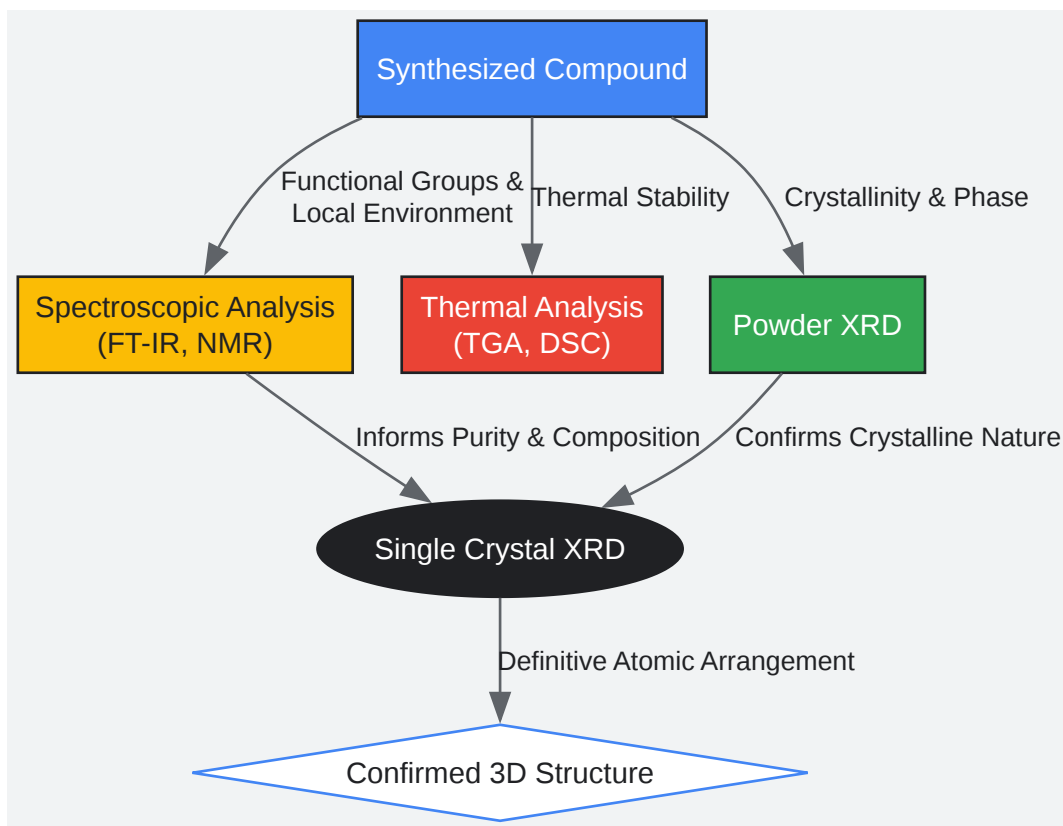 Synthesized Compound
Functional Groups &
Local Environment
Thermal Stability
Crystallinity & Phase
Spectroscopic Analysis
(FT-IR, NMR)
Thermal Analysis
(TGA, DSC)
Powder XRD
Informs Purity & Composition
Confirms Crystalline Nature
Single Crystal XRD
Definitive Atomic Arrangement
Confirmed 3D Structure